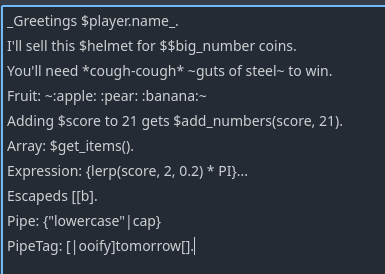 _Greetings $player.name_.
I'll sell this $helmet for $$big_number coins.
You'll need *cough-cough* ~guts of steel~ to win.
Fruit: ~:apple: :pear: :banana:~
Adding $score to 21 gets $add_numbers(score, 21).
Array: $get_items().
Expression: {lerp(score, 2, 0.2) * PI}...
Escapeds [[b].
Pipe: {"lowercase"|cap}
PipeTag: [|ooify]tomorrow[].